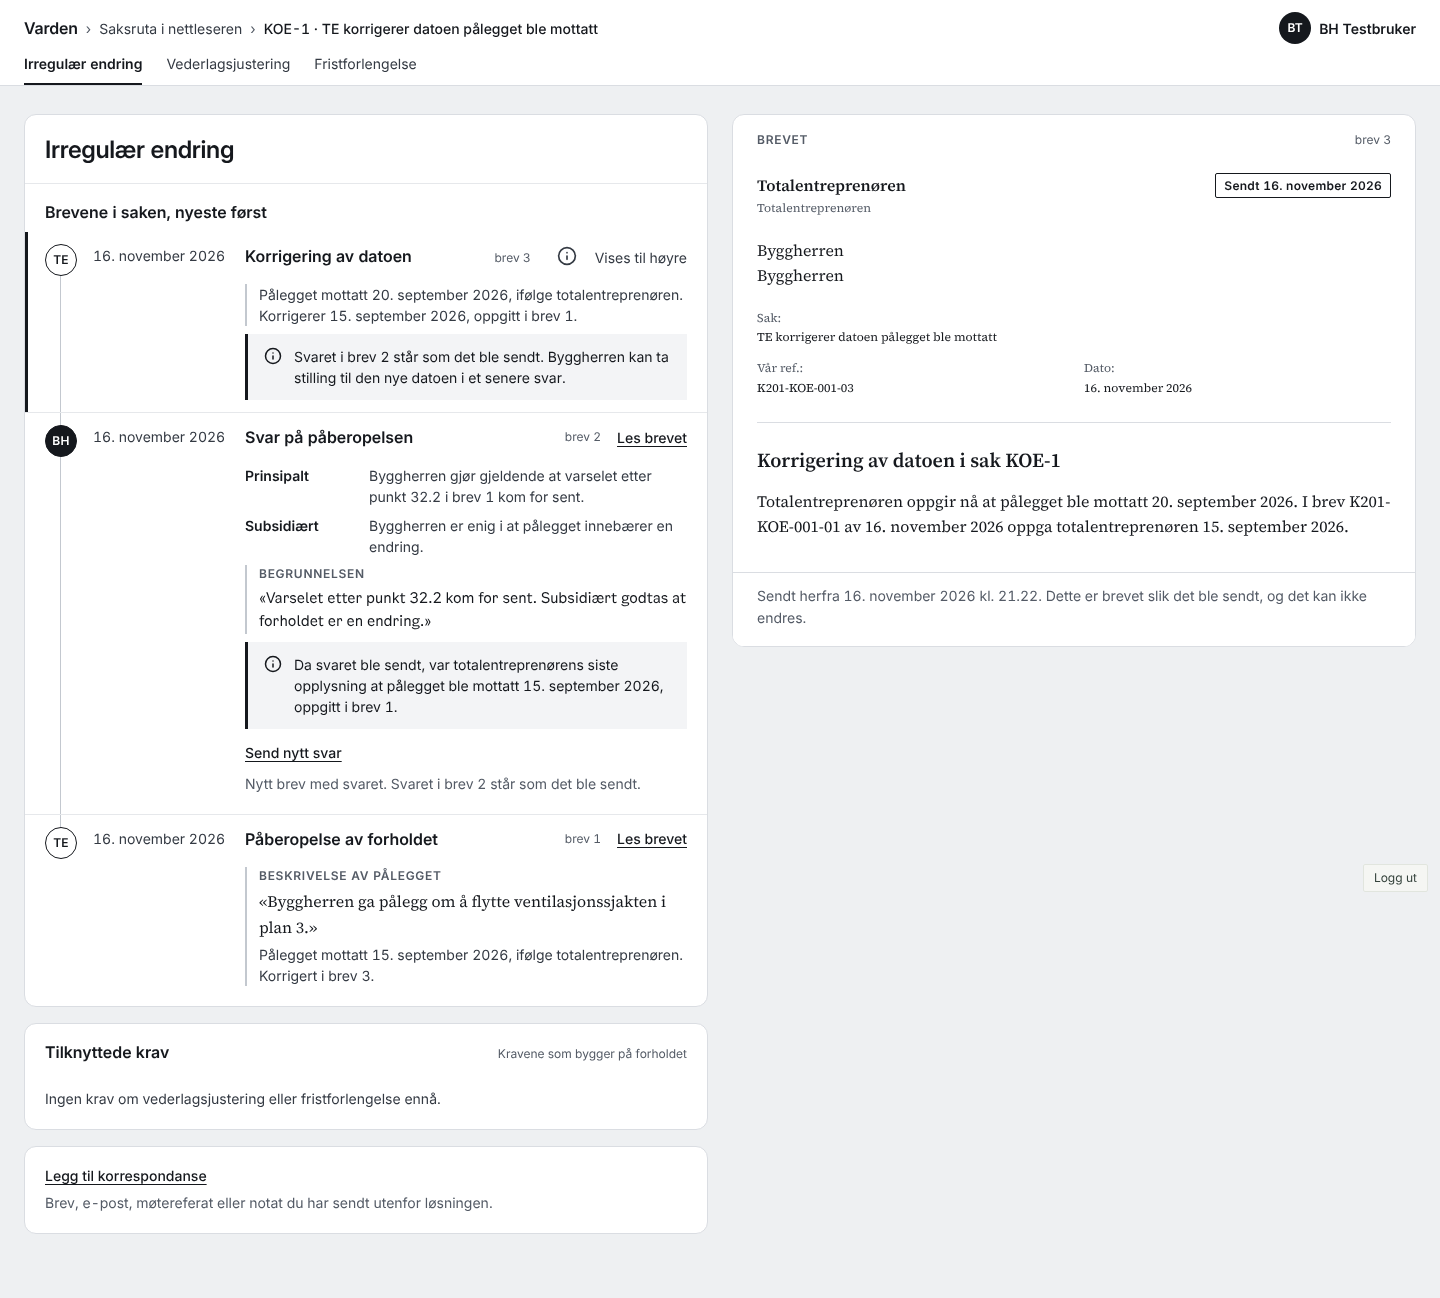 Varden › Saksruta i nettleseren › KOE-1 · TE korrigerer datoen pålegget ble mottatt
BT BH Testbruker
Irregulær endring Vederlagsjustering Fristforlengelse
Irregulær endring
Brevene i saken, nyeste først
TE 16. november 2026 Korrigering av datoen brev 3 Vises til høyre
Pålegget mottatt 20. september 2026, ifølge totalentreprenøren.
Korrigerer 15. september 2026, oppgitt i brev 1.
Svaret i brev 2 står som det ble sendt. Byggherren kan ta
stilling til den nye datoen i et senere svar.
BH 16. november 2026 Svar på påberopelsen brev 2 Les brevet
Prinsipalt Byggherren gjør gjeldende at varselet etter
punkt 32.2 i brev 1 kom for sent.
Subsidiært Byggherren er enig i at pålegget innebærer en
endring.
BEGRUNNELSEN
«Varselet etter punkt 32.2 kom for sent. Subsidiært godtas at
forholdet er en endring.»
Da svaret ble sendt, var totalentreprenørens siste
opplysning at pålegget ble mottatt 15. september 2026,
oppgitt i brev 1.
Send nytt svar
Nytt brev med svaret. Svaret i brev 2 står som det ble sendt.
TE 16. november 2026 Påberopelse av forholdet brev 1 Les brevet
BESKRIVELSE AV PÅLEGGET
«Byggherren ga pålegg om å flytte ventilasjonssjakten i
plan 3.»
Pålegget mottatt 15. september 2026, ifølge totalentreprenøren.
Korrigert i brev 3.
Tilknyttede krav Kravene som bygger på forholdet
Ingen krav om vederlagsjustering eller fristforlengelse ennå.
Legg til korrespondanse
Brev, e-post, møtereferat eller notat du har sendt utenfor løsningen.
BREVET brev 3
Totalentreprenøren Sendt 16. november 2026
Totalentreprenøren
Byggherren
Byggherren
Sak:
TE korrigerer datoen pålegget ble mottatt
Vår ref.: Dato:
K201-KOE-001-03 16. november 2026
Korrigering av datoen i sak KOE-1
Totalentreprenøren oppgir nå at pålegget ble mottatt 20. september 2026. I brev K201-
KOE-001-01 av 16. november 2026 oppga totalentreprenøren 15. september 2026.
Sendt herfra 16. november 2026 kl. 21.22. Dette er brevet slik det ble sendt, og det kan ikke
endres.
Logg ut